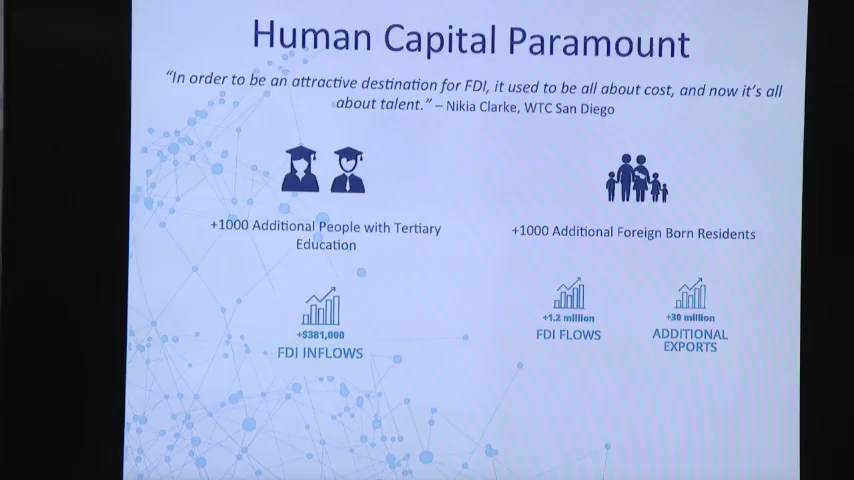 Human Capital Paramount
“In order to be an attractive destination for FDI, it used to be all about cost, and now it’s all
about talent.” – Nikia Clarke, WTC San Diego
+1000 Additional People with Tertiary
Education
+1000 Additional Foreign Born Residents
+$381,000
FDI INFLOWS
+1.2 million
FDI FLOWS
+30 million
ADDITIONAL
EXPORTS